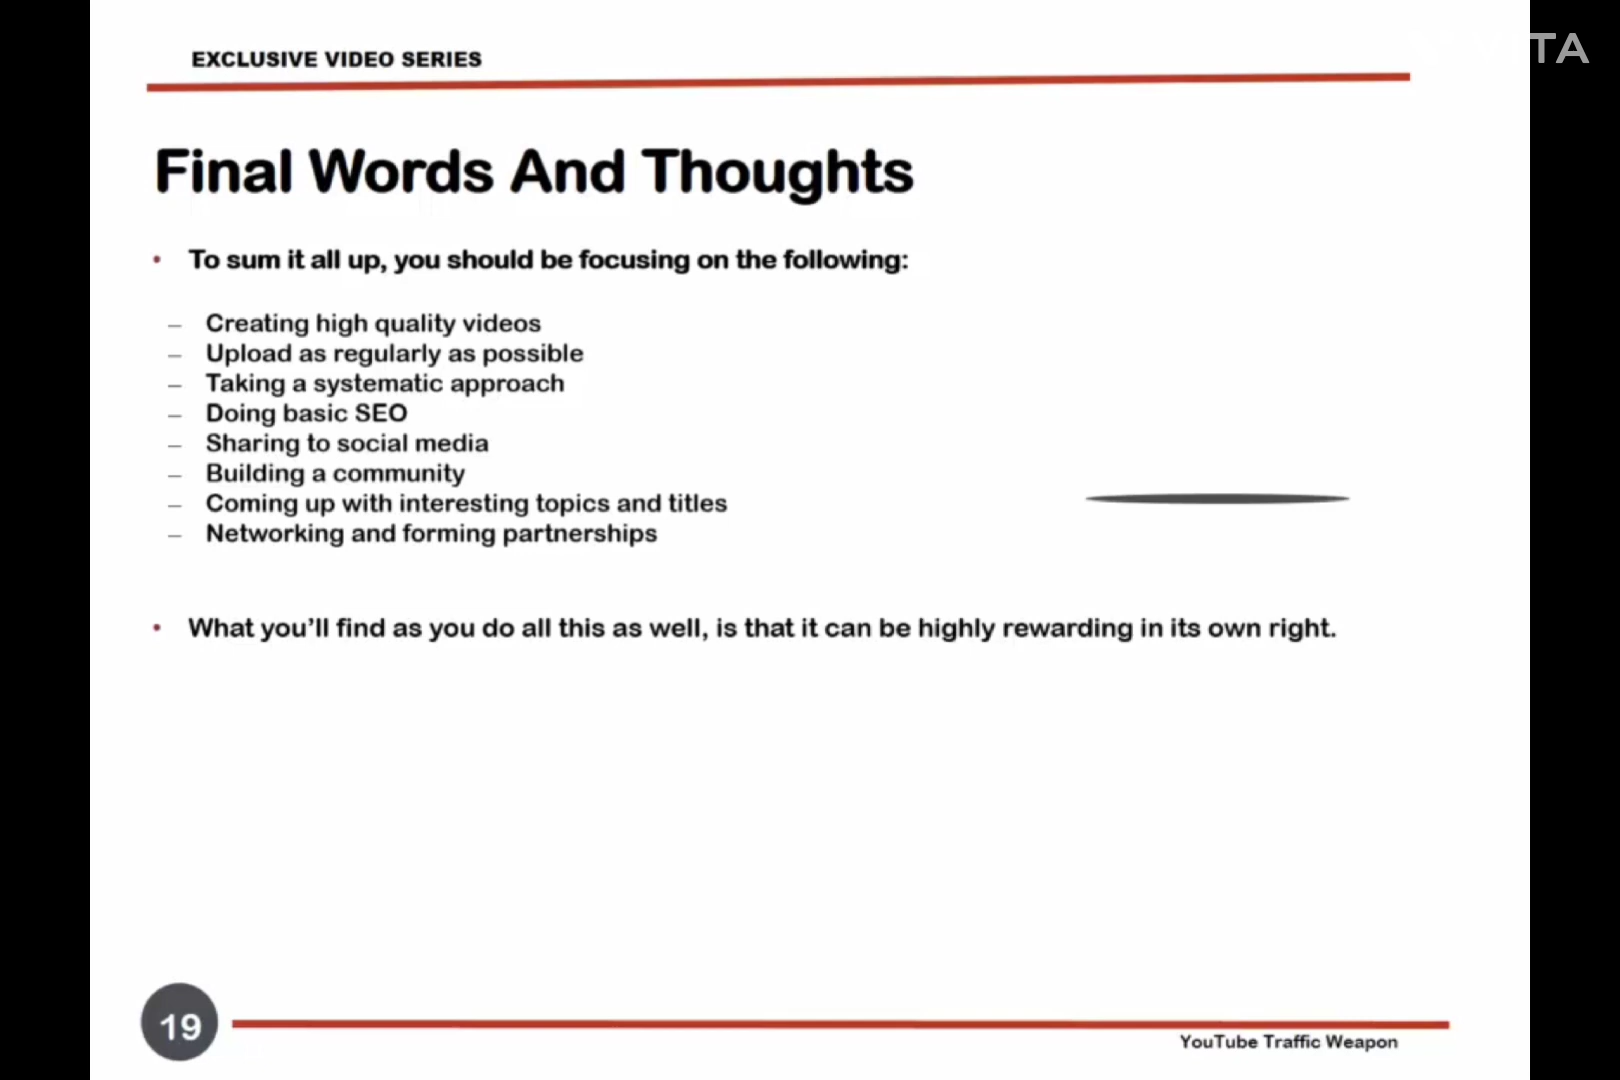 EXCLUSIVE VIDEO SERIES
Final Words And Thoughts
• To sum it all up, you should be focusing on the following:
– Creating high quality videos
– Upload as regularly as possible
– Taking a systematic approach
– Doing basic SEO
– Sharing to social media
– Building a community
– Coming up with interesting topics and titles
– Networking and forming partnerships
• What you’ll find as you do all this as well, is that it can be highly rewarding in its own right.
19
YouTube Traffic Weapon